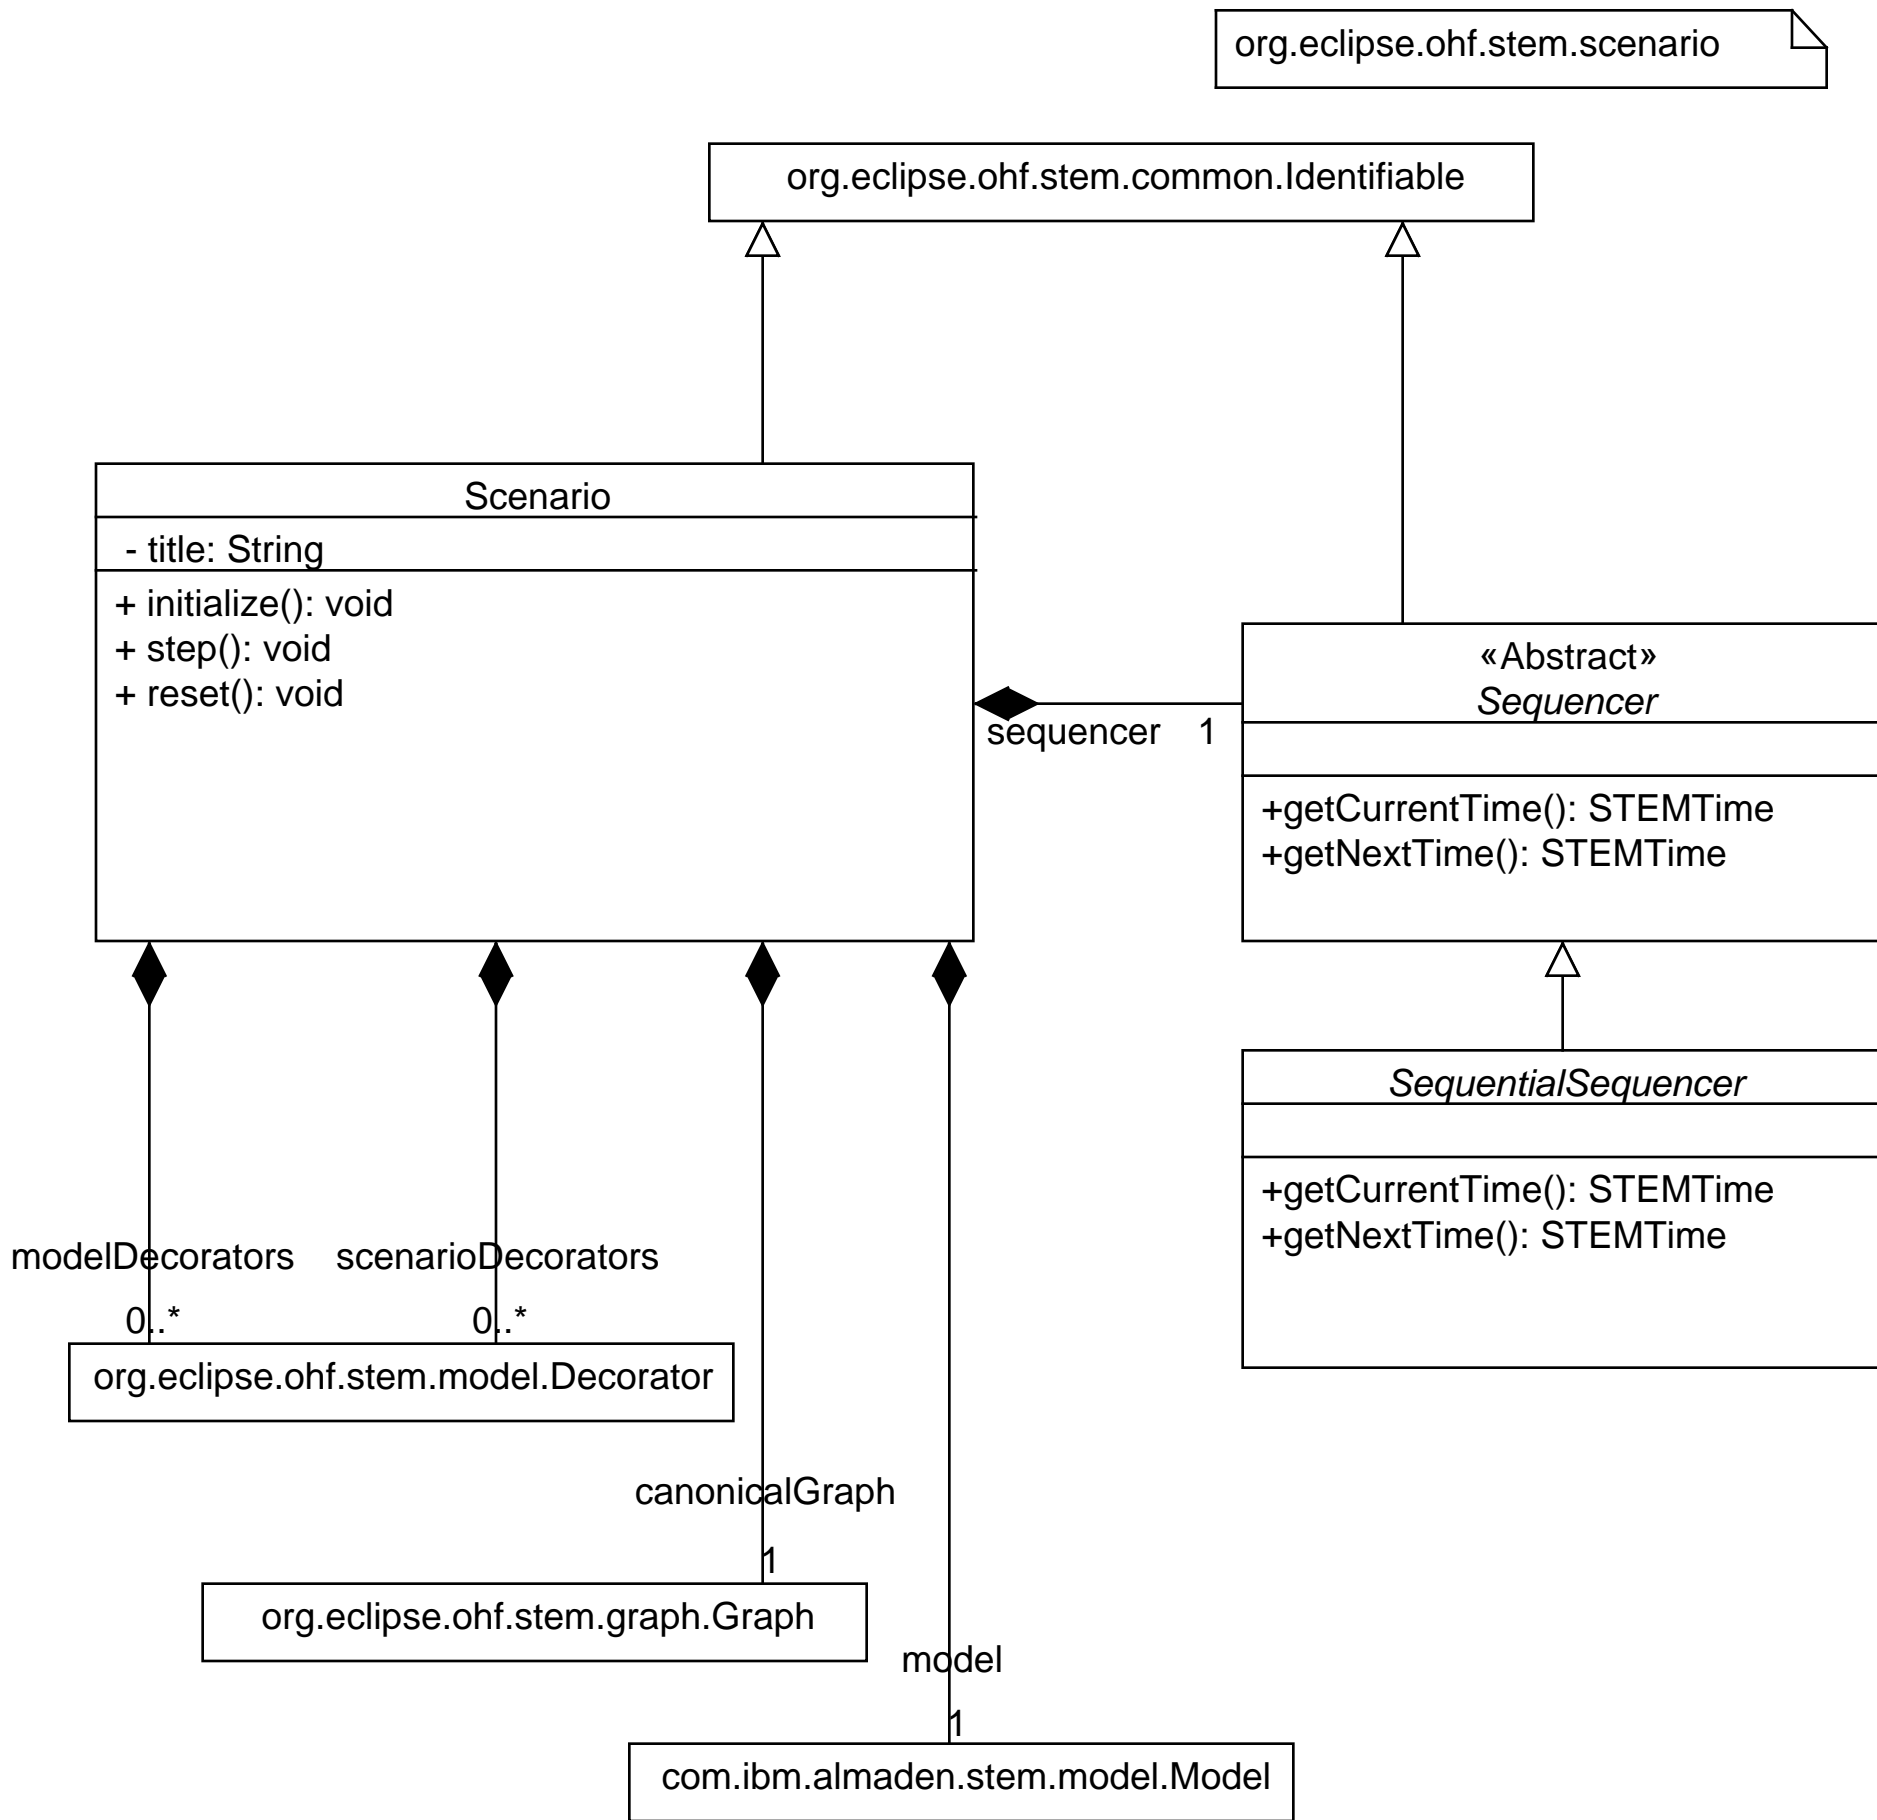 org.eclipse.ohf.stem.scenario
org.eclipse.ohf.stem.common.Identifiable
Scenario
- title: String
+ initialize(): void
+ step(): void
+ reset(): void
sequencer 1
«Abstract»
Sequencer
+getCurrentTime(): STEMTime
+getNextTime(): STEMTime
SequentialSequencer
+getCurrentTime(): STEMTime
+getNextTime(): STEMTime
modelDecorators scenarioDecorators
0..* 0..*
org.eclipse.ohf.stem.model.Decorator
canonicalGraph
1
org.eclipse.ohf.stem.graph.Graph
model
1
com.ibm.almaden.stem.model.Model